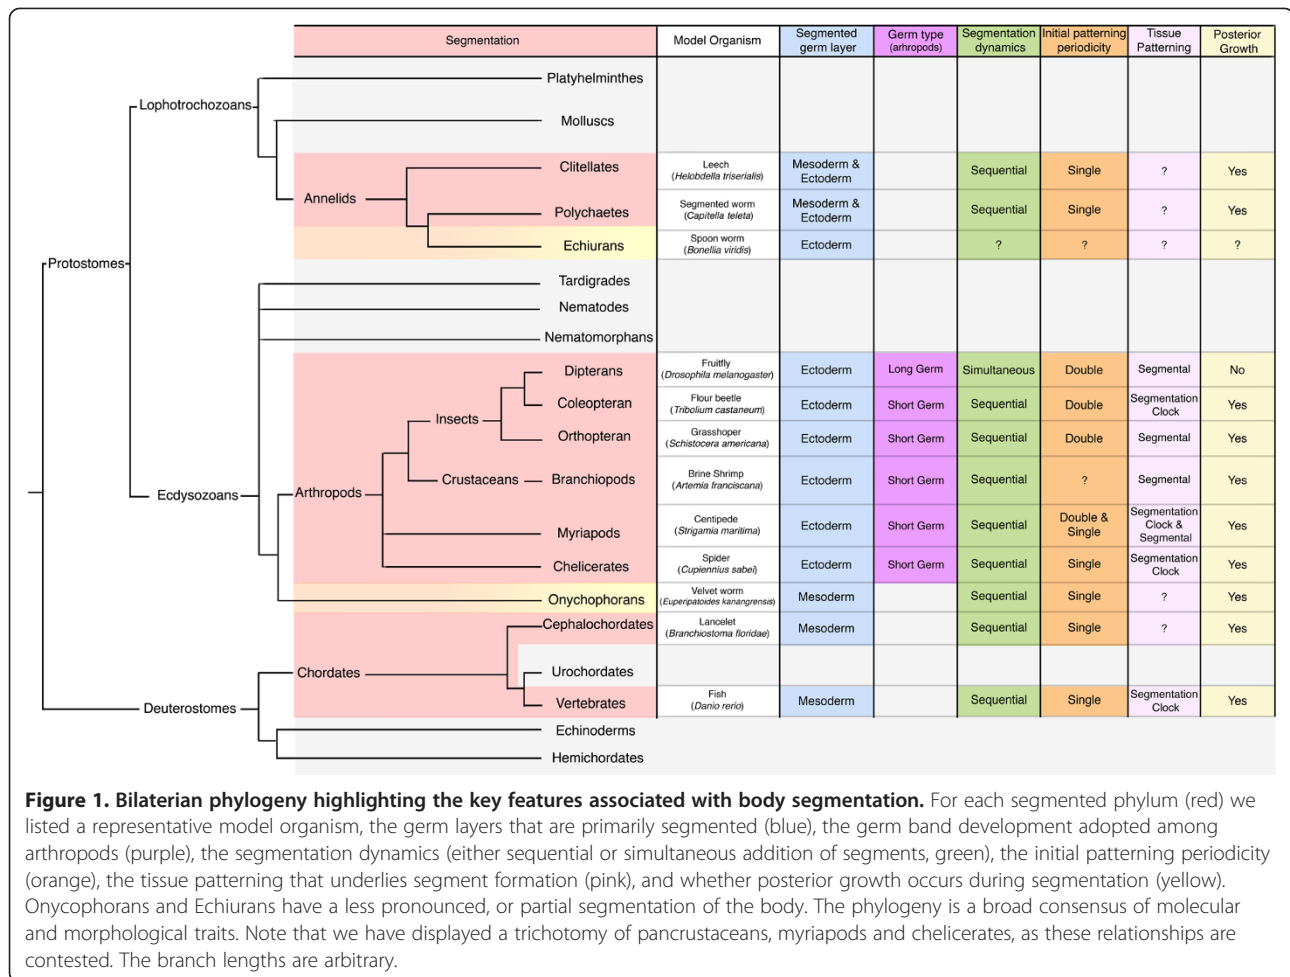 Segmentation Model Organism Segmented germ layer Germ type (arhropods) Segmentation dynamics Initial patterning periodicity Tissue Patterning Posterior Growth
Platyhelminthes
Lophotrochozoans
Molluscs
Clitellates Leech (Helobdella triserialis) Mesoderm & Ectoderm Sequential Single ? Yes
Annelids
Polychaetes Segmented worm (Capitella teleta) Mesoderm & Ectoderm Sequential Single ? Yes
Echiurans Spoon worm (Bonellia viridis) Ectoderm ? ? ? ?
Protostomes
Tardigrades
Nematodes
Nematomorphans
Dipterans Fruitfly (Drosophila melanogaster) Ectoderm Long Germ Simultaneous Double Segmental No
Coleopteran Flour beetle (Tribolium castaneum) Ectoderm Short Germ Sequential Double Segmentation Clock Yes
Insects
Orthopteran Grasshoper (Schistocera americana) Ectoderm Short Germ Sequential Double Segmental Yes
Crustaceans Branchiopods Brine Shrimp (Artemia franciscana) Ectoderm Short Germ Sequential ? Segmental Yes
Ecdysozoans
Arthropods
Myriapods Centipede (Strigamia maritima) Ectoderm Short Germ Sequential Double & Single Segmentation Clock & Segmental Yes
Chelicerates Spider (Cupiennius sabei) Ectoderm Short Germ Sequential Single Segmentation Clock Yes
Onychophorans Velvet worm (Euperipatoides kanangrensis) Mesoderm Sequential Single ? Yes
Cephalochordates Lancelet (Branchiostoma floridae) Mesoderm Sequential Single ? Yes
Chordates
Urochordates
Deuterostomes
Vertebrates Fish (Danio rerio) Mesoderm Sequential Single Segmentation Clock Yes
Echinoderms
Hemichordates
Figure 1. Bilaterian phylogeny highlighting the key features associated with body segmentation. For each segmented phylum (red) we
listed a representative model organism, the germ layers that are primarily segmented (blue), the germ band development adopted among
arthropods (purple), the segmentation dynamics (either sequential or simultaneous addition of segments, green), the initial patterning periodicity
(orange), the tissue patterning that underlies segment formation (pink), and whether posterior growth occurs during segmentation (yellow).
Onycophorans and Echiurans have a less pronounced, or partial segmentation of the body. The phylogeny is a broad consensus of molecular
and morphological traits. Note that we have displayed a trichotomy of pancrustaceans, myriapods and chelicerates, as these relationships are
contested. The branch lengths are arbitrary.